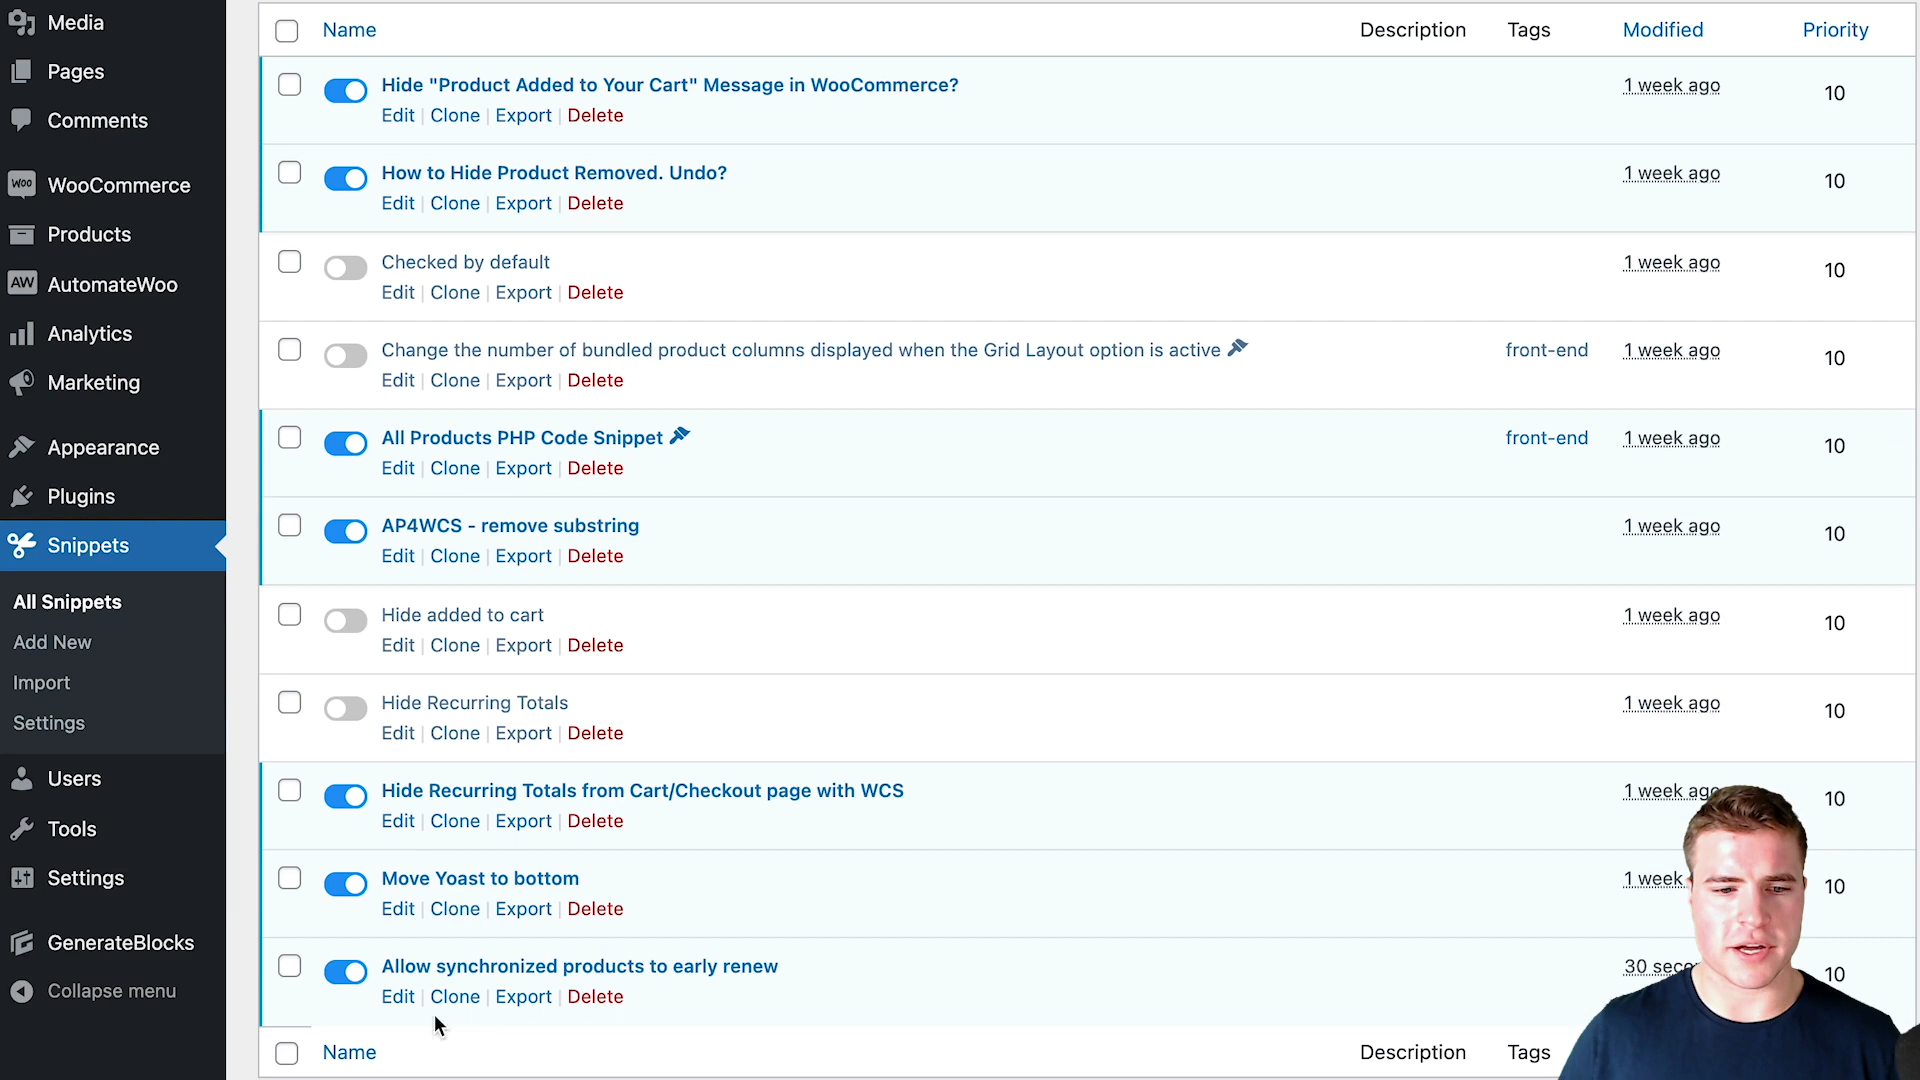 Media
Pages
Comments
WOO WooCommerce
Products
AW AutomateWoo
Analytics
Marketing
Appearance
Plugins
Snippets
All Snippets
Add New
Import
Settings
Users
Tools
Settings
GenerateBlocks
Collapse menu
Name Description Tags Modified Priority
Hide "Product Added to Your Cart" Message in WooCommerce? 1 week ago 10
Edit | Clone | Export | Delete
How to Hide Product Removed. Undo? 1 week ago 10
Edit | Clone | Export | Delete
Checked by default 1 week ago 10
Edit | Clone | Export | Delete
Change the number of bundled product columns displayed when the Grid Layout option is active front-end 1 week ago 10
Edit | Clone | Export | Delete
All Products PHP Code Snippet front-end 1 week ago 10
Edit | Clone | Export | Delete
AP4WCS - remove substring 1 week ago 10
Edit | Clone | Export | Delete
Hide added to cart 1 week ago 10
Edit | Clone | Export | Delete
Hide Recurring Totals 1 week ago 10
Edit | Clone | Export | Delete
Hide Recurring Totals from Cart/Checkout page with WCS 1 week ago 10
Edit | Clone | Export | Delete
Move Yoast to bottom 1 week 10
Edit | Clone | Export | Delete
Allow synchronized products to early renew 30 10
Edit | Clone | Export | Delete
Name Description Tags